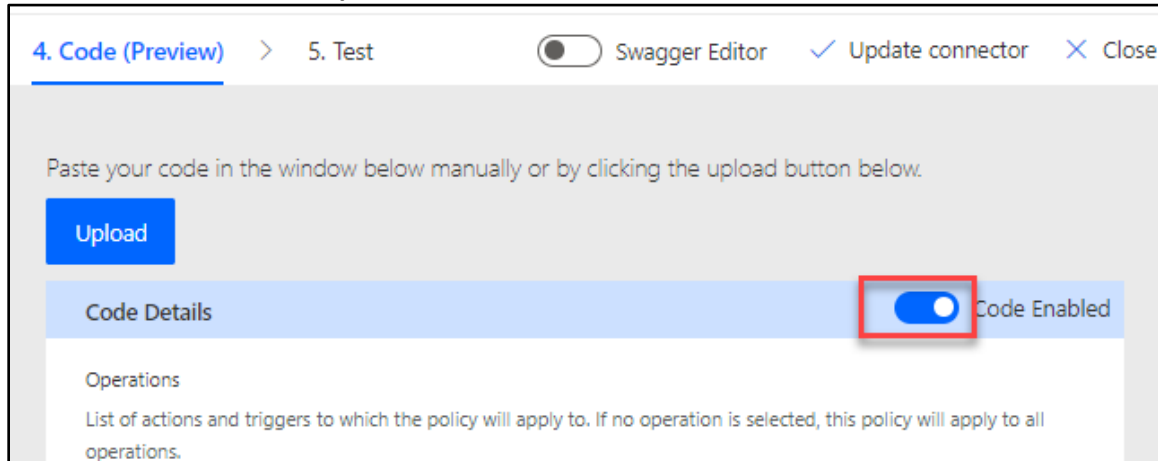 4. Code (Preview) > 5. Test Swagger Editor Update connector Close
Paste your code in the window below manually or by clicking the upload button below.
Upload
Code Details Code Enabled
Operations
List of actions and triggers to which the policy will apply to. If no operation is selected, this policy will apply to all
operations.